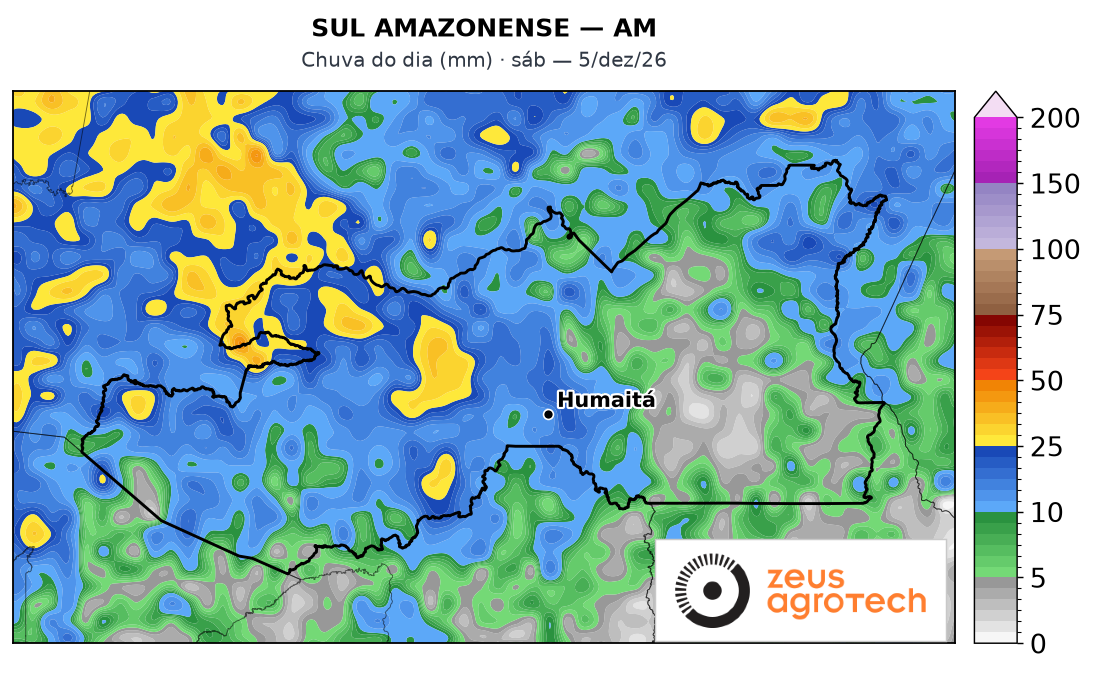 SUL AMAZONENSE — AM
Chuva do dia (mm) · sáb — 5/dez/26
200
150
100
75
50
25
10
5
0
Humaitá
zeus
agrotech